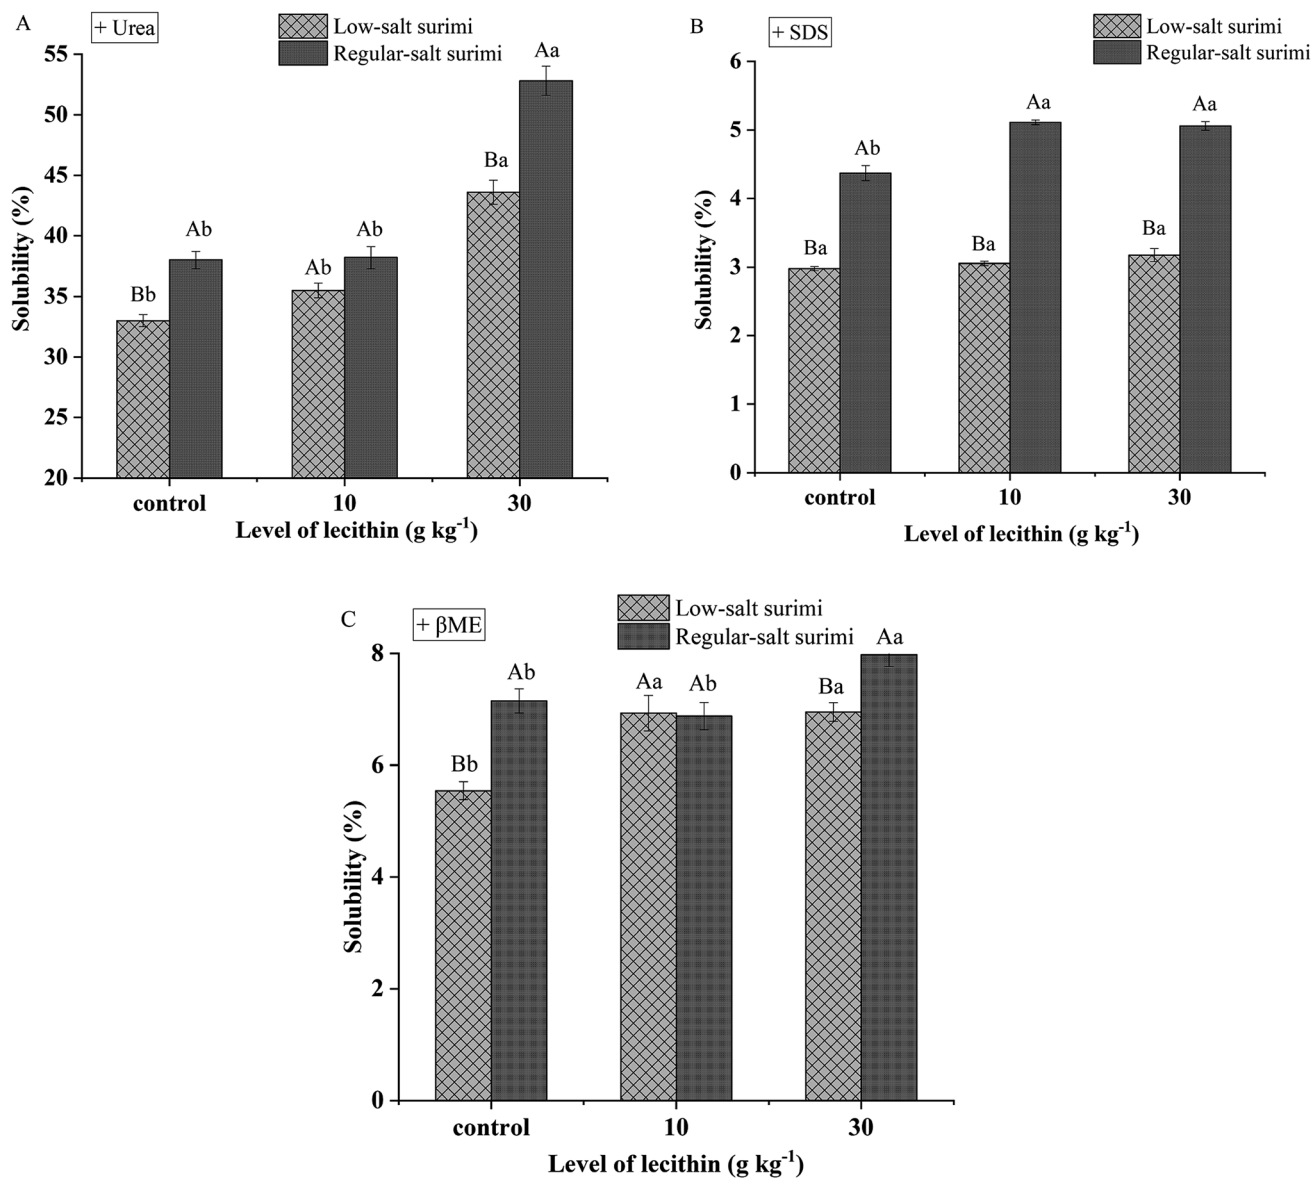 A
+ Urea
Low-salt surimi
Regular-salt surimi
55
50
45
40
35
30
25
20
Solubility (%)
Bb
Ab
Ab
Ab
Ba
Aa
control
10
30
Level of lecithin (g kg⁻¹)
B
+ SDS
Low-salt surimi
Regular-salt surimi
6
5
4
3
2
1
0
Solubility (%)
Ba
Ab
Ba
Aa
Ba
Aa
control
10
30
Level of lecithin (g kg⁻¹)
C
+ βME
Low-salt surimi
Regular-salt surimi
8
6
4
2
0
Solubility (%)
Bb
Ab
Aa
Ab
Ba
Aa
control
10
30
Level of lecithin (g kg⁻¹)